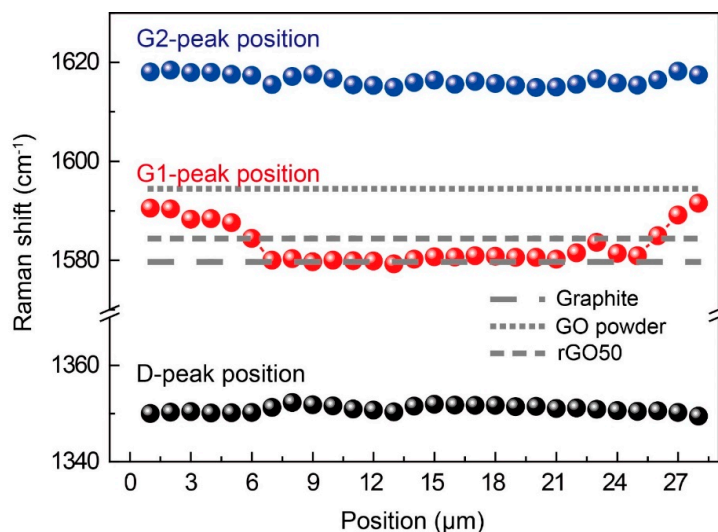 G2-peak position
1620
1600
G1-peak position
1580
Graphite
GO powder
rGO50
D-peak position
1360
1340
0 3 6 9 12 15 18 21 24 27
Position (μm)
Raman shift (cm⁻¹)